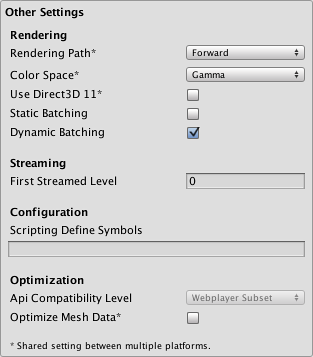 Other Settings
Rendering
Rendering Path* Forward
Color Space* Gamma
Use Direct3D 11*
Static Batching
Dynamic Batching
Streaming
First Streamed Level 0
Configuration
Scripting Define Symbols
Optimization
Api Compatibility Level Webplayer Subset
Optimize Mesh Data*
* Shared setting between multiple platforms.